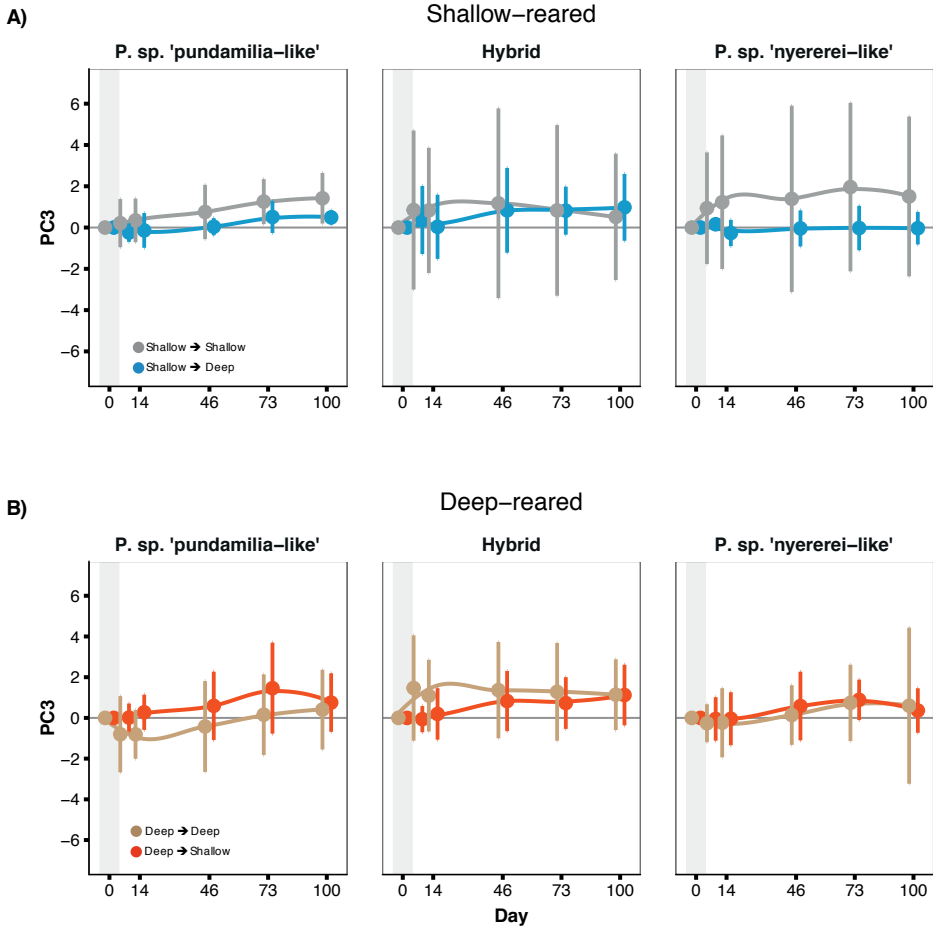 A)
Shallow−reared
P. sp. 'pundamilia−like'
Hybrid
P. sp. 'nyererei−like'
PC3
6
4
2
0
−2
−4
−6
Shallow ➔ Shallow
Shallow ➔ Deep
0 14 46 73 100
0 14 46 73 100
0 14 46 73 100
B)
Deep−reared
P. sp. 'pundamilia−like'
Hybrid
P. sp. 'nyererei−like'
PC3
6
4
2
0
−2
−4
−6
Deep ➔ Deep
Deep ➔ Shallow
0 14 46 73 100
0 14 46 73 100
0 14 46 73 100
Day